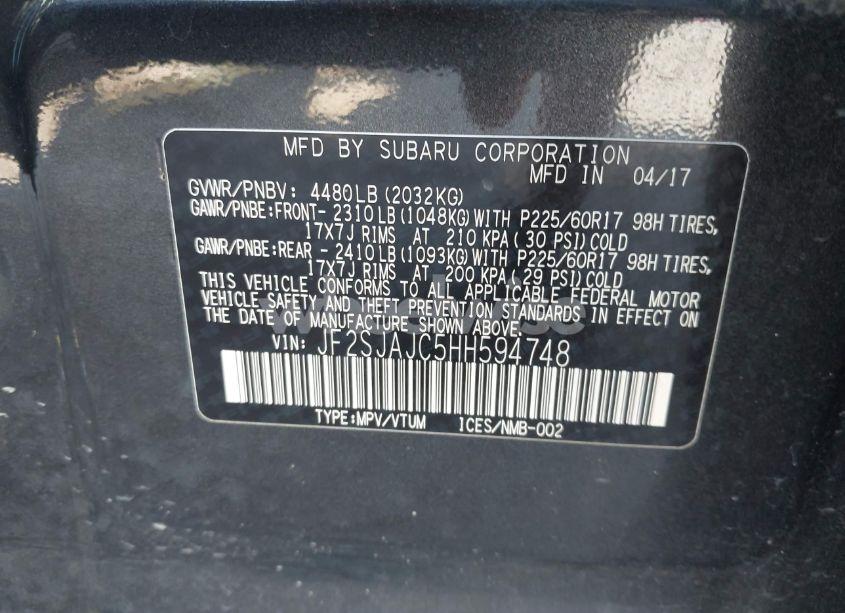 MFD BY SUBARU CORPORATION
MFD IN 04/17
GVWR/PNBV: 4480LB (2032KG)
GAWR/PNBE:FRONT- 2310LB (1048KG)WITH P225/60R17 98H TIRES,
17X7J RIMS AT 210 KPA( 30 PSI)COLD
GAWR/PNBE:REAR - 2410LB (1093KG)WITH P225/60R17 98H TIRES,
17X7J RIMS AT 200 KPA( 29 PSI)COLD
THIS VEHICLE CONFORMS TO ALL APPLICABLE FEDERAL MOTOR
VEHICLE SAFETY AND THEFT PREVENTION STANDARDS IN EFFECT ON
THE DATE OF MANUFACTURE SHOWN ABOVE.
VIN: JF2SJAJC5HH594748
TYPE:MPV/VTUM ICES/NMB-002